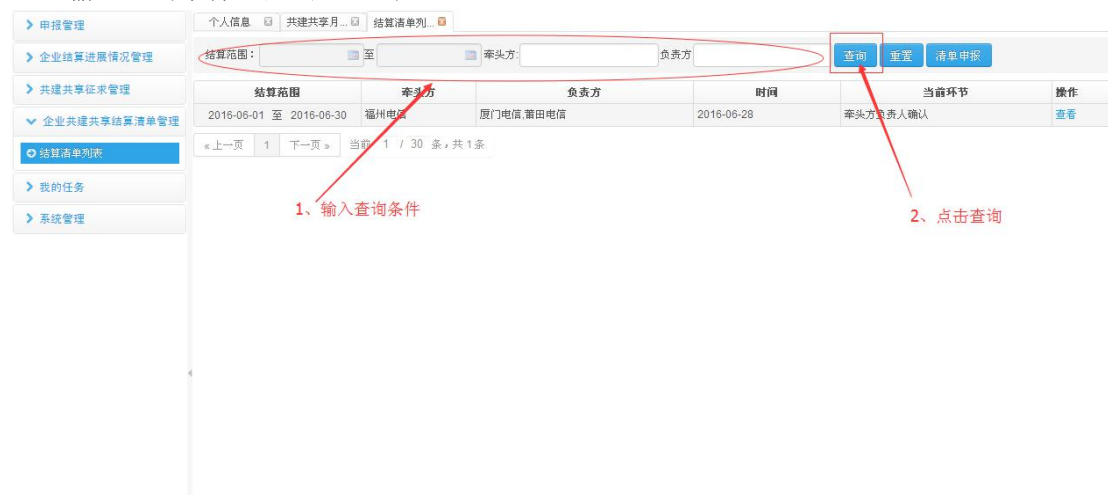 申报管理
个人信息 共建共享月... 结算清单列...
企业结算进展情况管理
结算范围： 至 牵头方: 负责方 查询 重置 清单申报
共建共享征求管理
结算范围 牵头方 负责方 时间 当前环节 操作
企业共建共享结算清单管理
2016-06-01 至 2016-06-30 福州电信 厦门电信,莆田电信 2016-06-28 牵头方负责人确认 查看
结算清单列表
«上一页 1 下一页» 当前 1 / 30 条，共1条
我的任务
1、输入查询条件
2、点击查询
系统管理